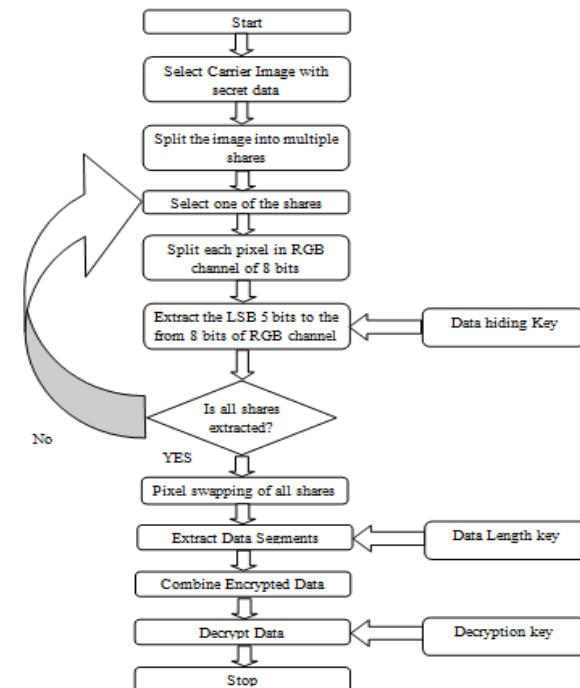 Start
Select Carrier Image with
secret data
Split the image into multiple
shares
Select one of the shares
Split each pixel in RGB
channel of 8 bits
Extract the LSB 5 bits to the
from 8 bits of RGB channel
Data hiding Key
Is all shares
extracted?
No
YES
Pixel swapping of all shares
Extract Data Segments
Data Length key
Combine Encrypted Data
Decrypt Data
Decryption key
Stop